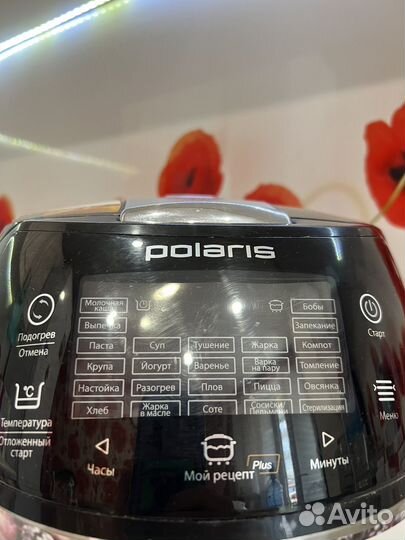 polaris
Молочная каша
Бобы
Выпечка
Запекание
Паста
Суп
Тушение
Жарка
Компот
Крупа
Йогурт
Варенье
Варка на пару
Томление
Настойка
Разогрев
Плов
Пицца
Овсянка
Хлеб
Жарка в масле
Соте
Сосиски/Пельмени
Стерилизация
Подогрев
Отмена
°C
Температура
Отложенный старт
Старт
Меню
Часы
Мой рецепт Plus
Минуты
Avito